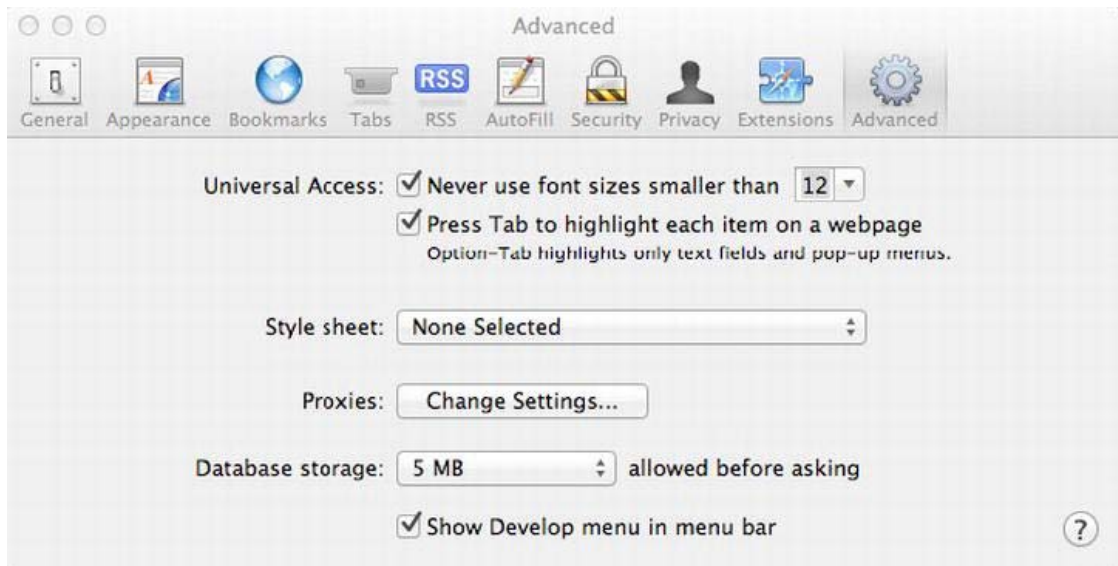 Advanced
RSS
General Appearance Bookmarks Tabs RSS AutoFill Security Privacy Extensions Advanced
Universal Access: Never use font sizes smaller than 12
Press Tab to highlight each item on a webpage
Option-Tab highlights only text fields and pop-up menus.
Style sheet: None Selected
Proxies: Change Settings...
Database storage: 5 MB allowed before asking
Show Develop menu in menu bar ?